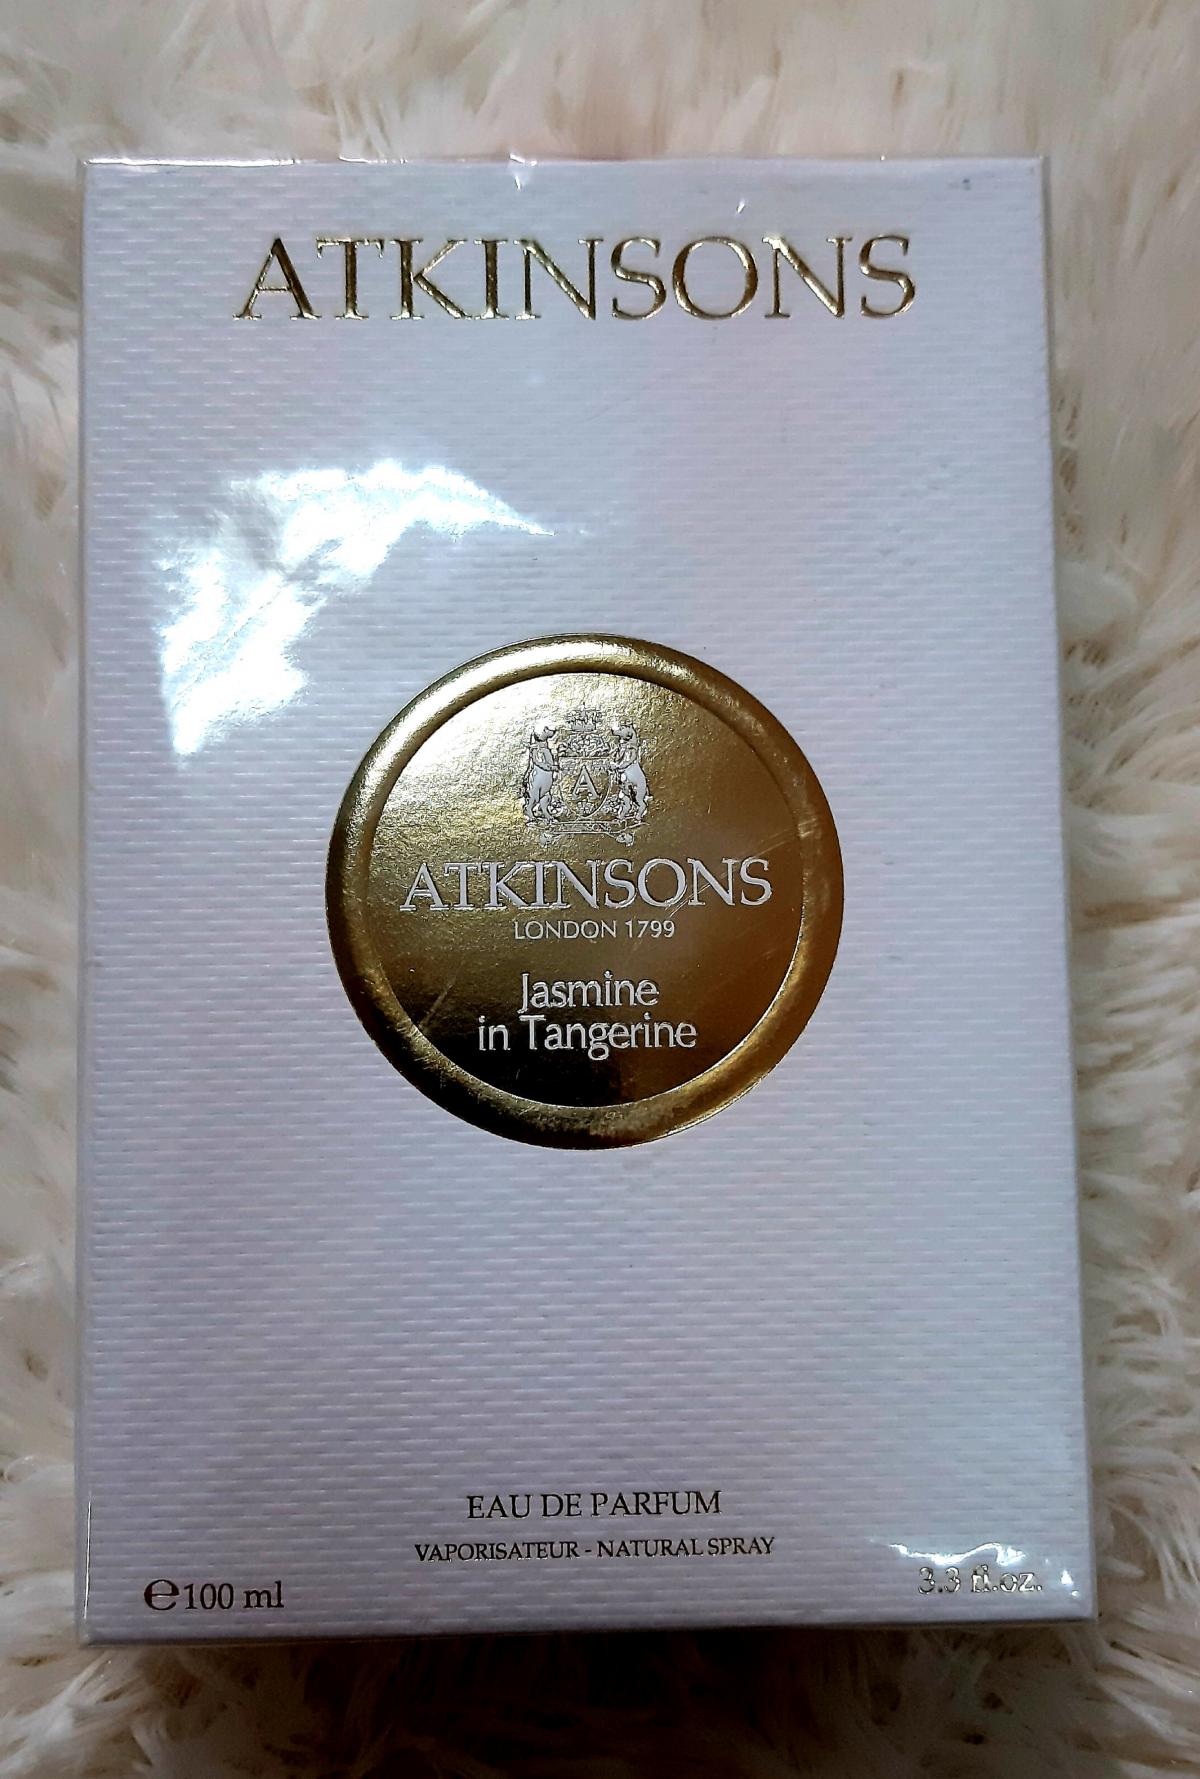 ATKINSONS
A
ATKINSONS
LONDON 1799
Jasmine
in Tangerine
EAU DE PARFUM
VAPORISATEUR - NATURAL SPRAY
℮100 ml
3.3 fl.oz.